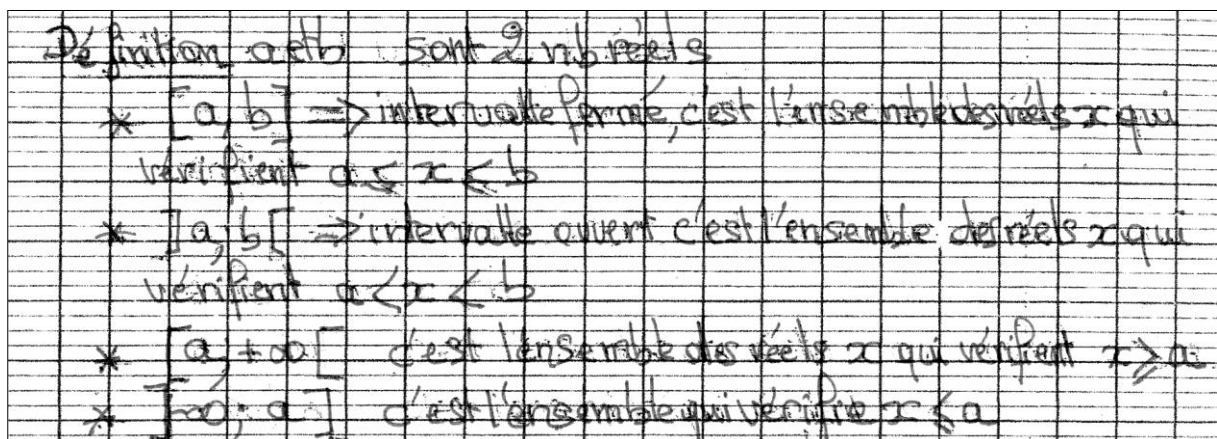 Définition a et b sont 2 nb réels
* [a, b] => intervalle fermé, c'est l'ensemble des réels x qui
vérifient a ≤ x ≤ b
* ]a; b[ => intervalle ouvert c'est l'ensemble des réels x qui
vérifient a < x < b
* [a, +∞[ c'est l'ensemble des réels x qui vérifient x ⩾ a
* ]-∞; a] c'est l'ensemble qui vérifie x ⩽ a